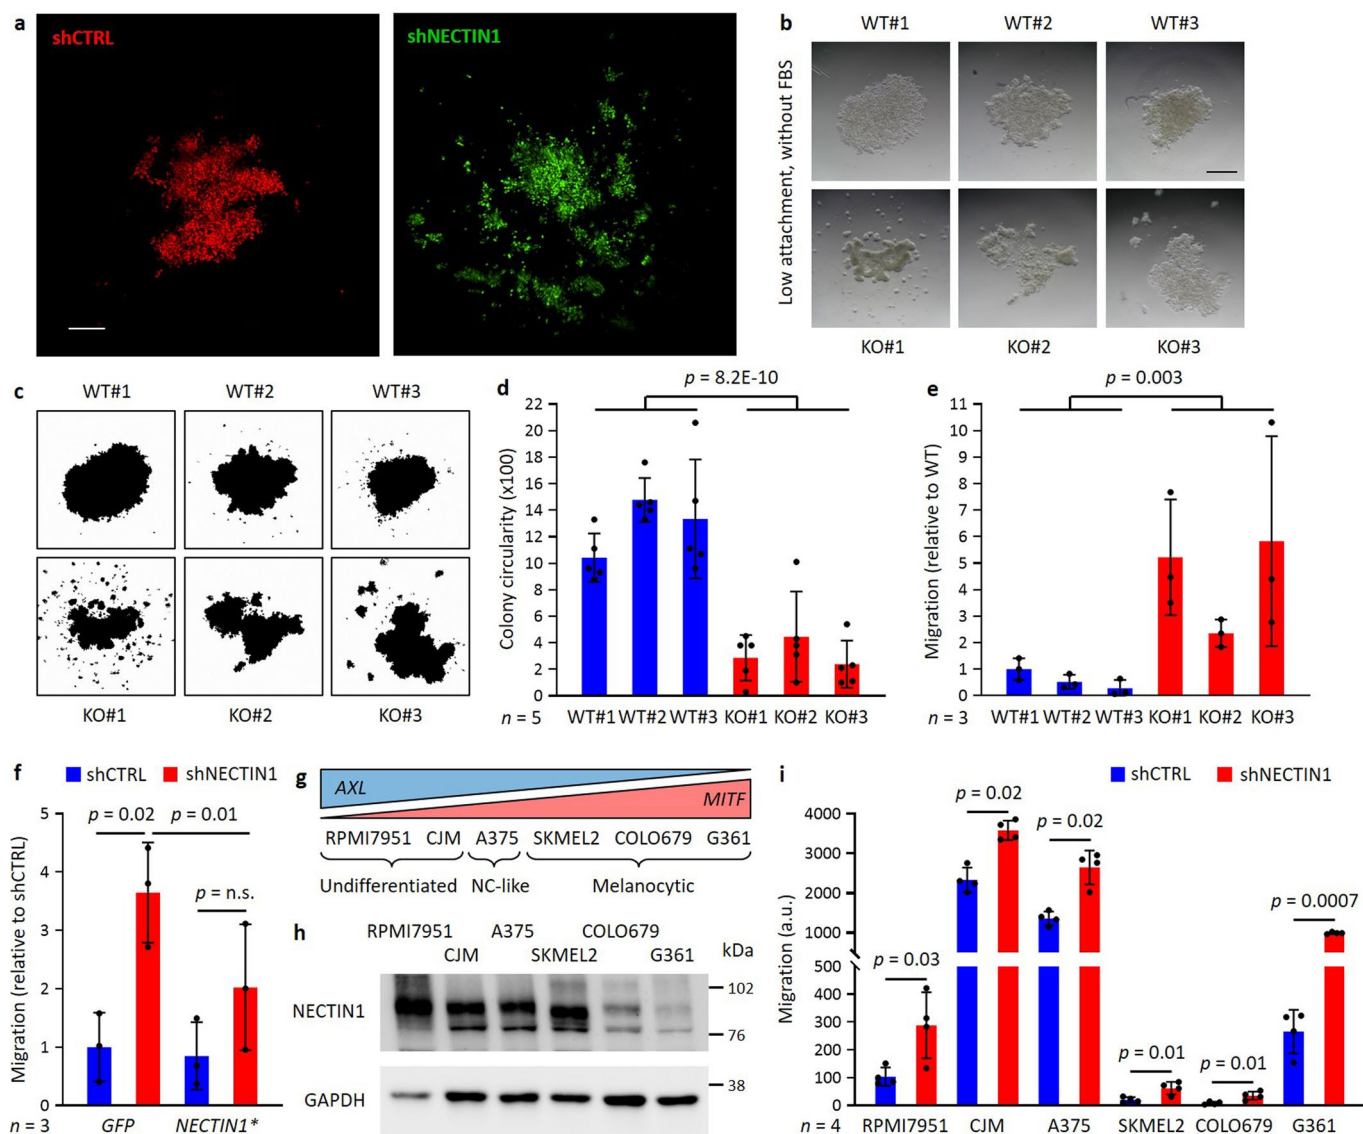 a
shCTRL
shNECTIN1
b
WT#1 WT#2 WT#3
Low attachment, without FBS
KO#1 KO#2 KO#3
c
WT#1 WT#2 WT#3
KO#1 KO#2 KO#3
d
p = 8.2E-10
Colony circularity (x100)
22
20
18
16
14
12
10
8
6
4
2
0
n = 5 WT#1 WT#2 WT#3 KO#1 KO#2 KO#3
e
p = 0.003
Migration (relative to WT)
11
10
9
8
7
6
5
4
3
2
1
0
n = 3 WT#1 WT#2 WT#3 KO#1 KO#2 KO#3
f
shCTRL shNECTIN1
p = 0.02 p = 0.01
p = n.s.
Migration (relative to shCTRL)
5
4
3
2
1
0
n = 3 GFP NECTIN1*
g
AXL
MITF
RPMI7951 CJM A375 SKMEL2 COLO679 G361
Undifferentiated NC-like Melanocytic
h
RPMI7951 A375 COLO679
CJM SKMEL2 G361 kDa
NECTIN1
102
76
GAPDH
38
i
shCTRL shNECTIN1
p = 0.02
p = 0.02
p = 0.0007
p = 0.03
p = 0.01
p = 0.01
Migration (a.u.)
4000
3000
2000
1000
500
400
300
200
100
0
n = 4 RPMI7951 CJM A375 SKMEL2 COLO679 G361